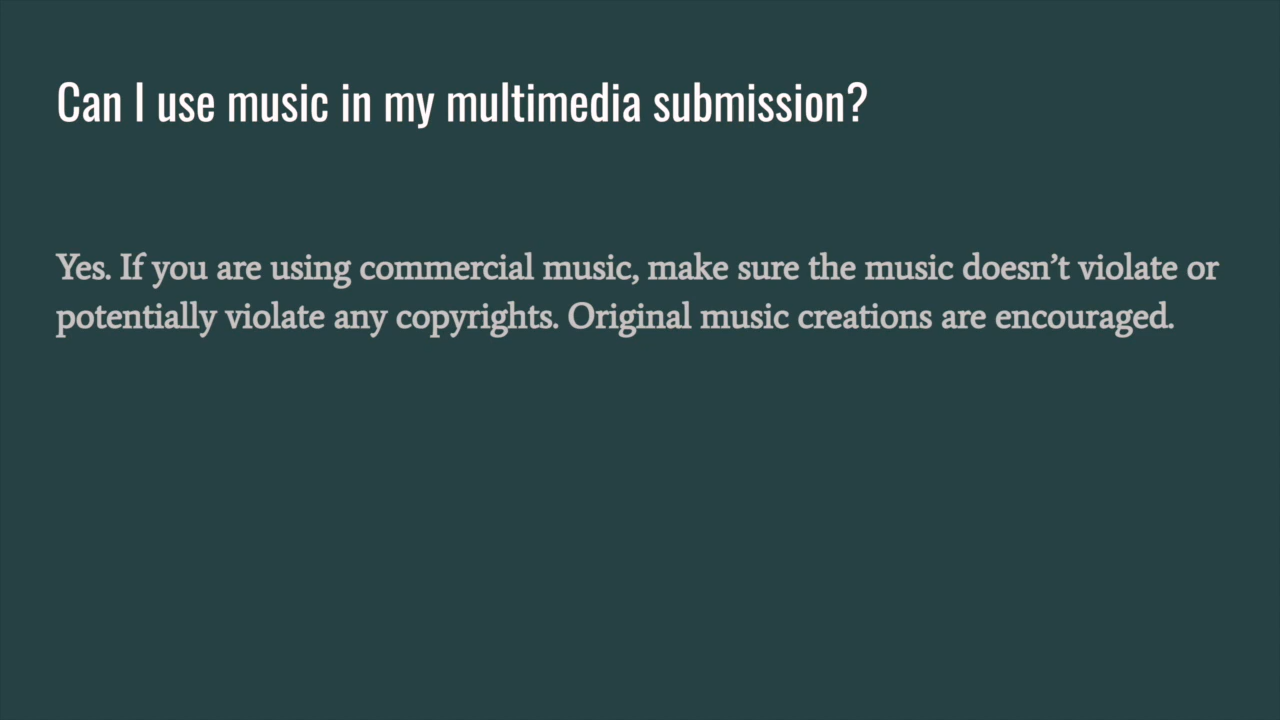 Can I use music in my multimedia submission?
Yes. If you are using commercial music, make sure the music doesn’t violate or
potentially violate any copyrights. Original music creations are encouraged.